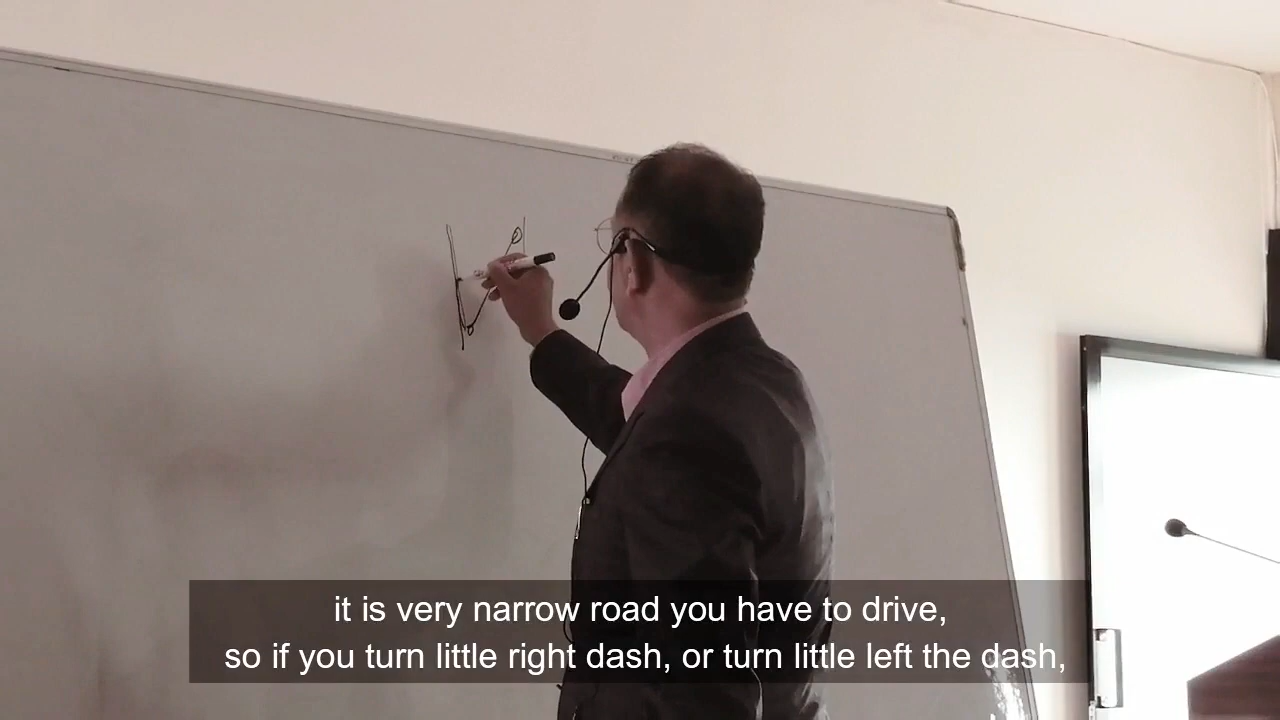 it is very narrow road you have to drive,
so if you turn little right dash, or turn little left the dash,